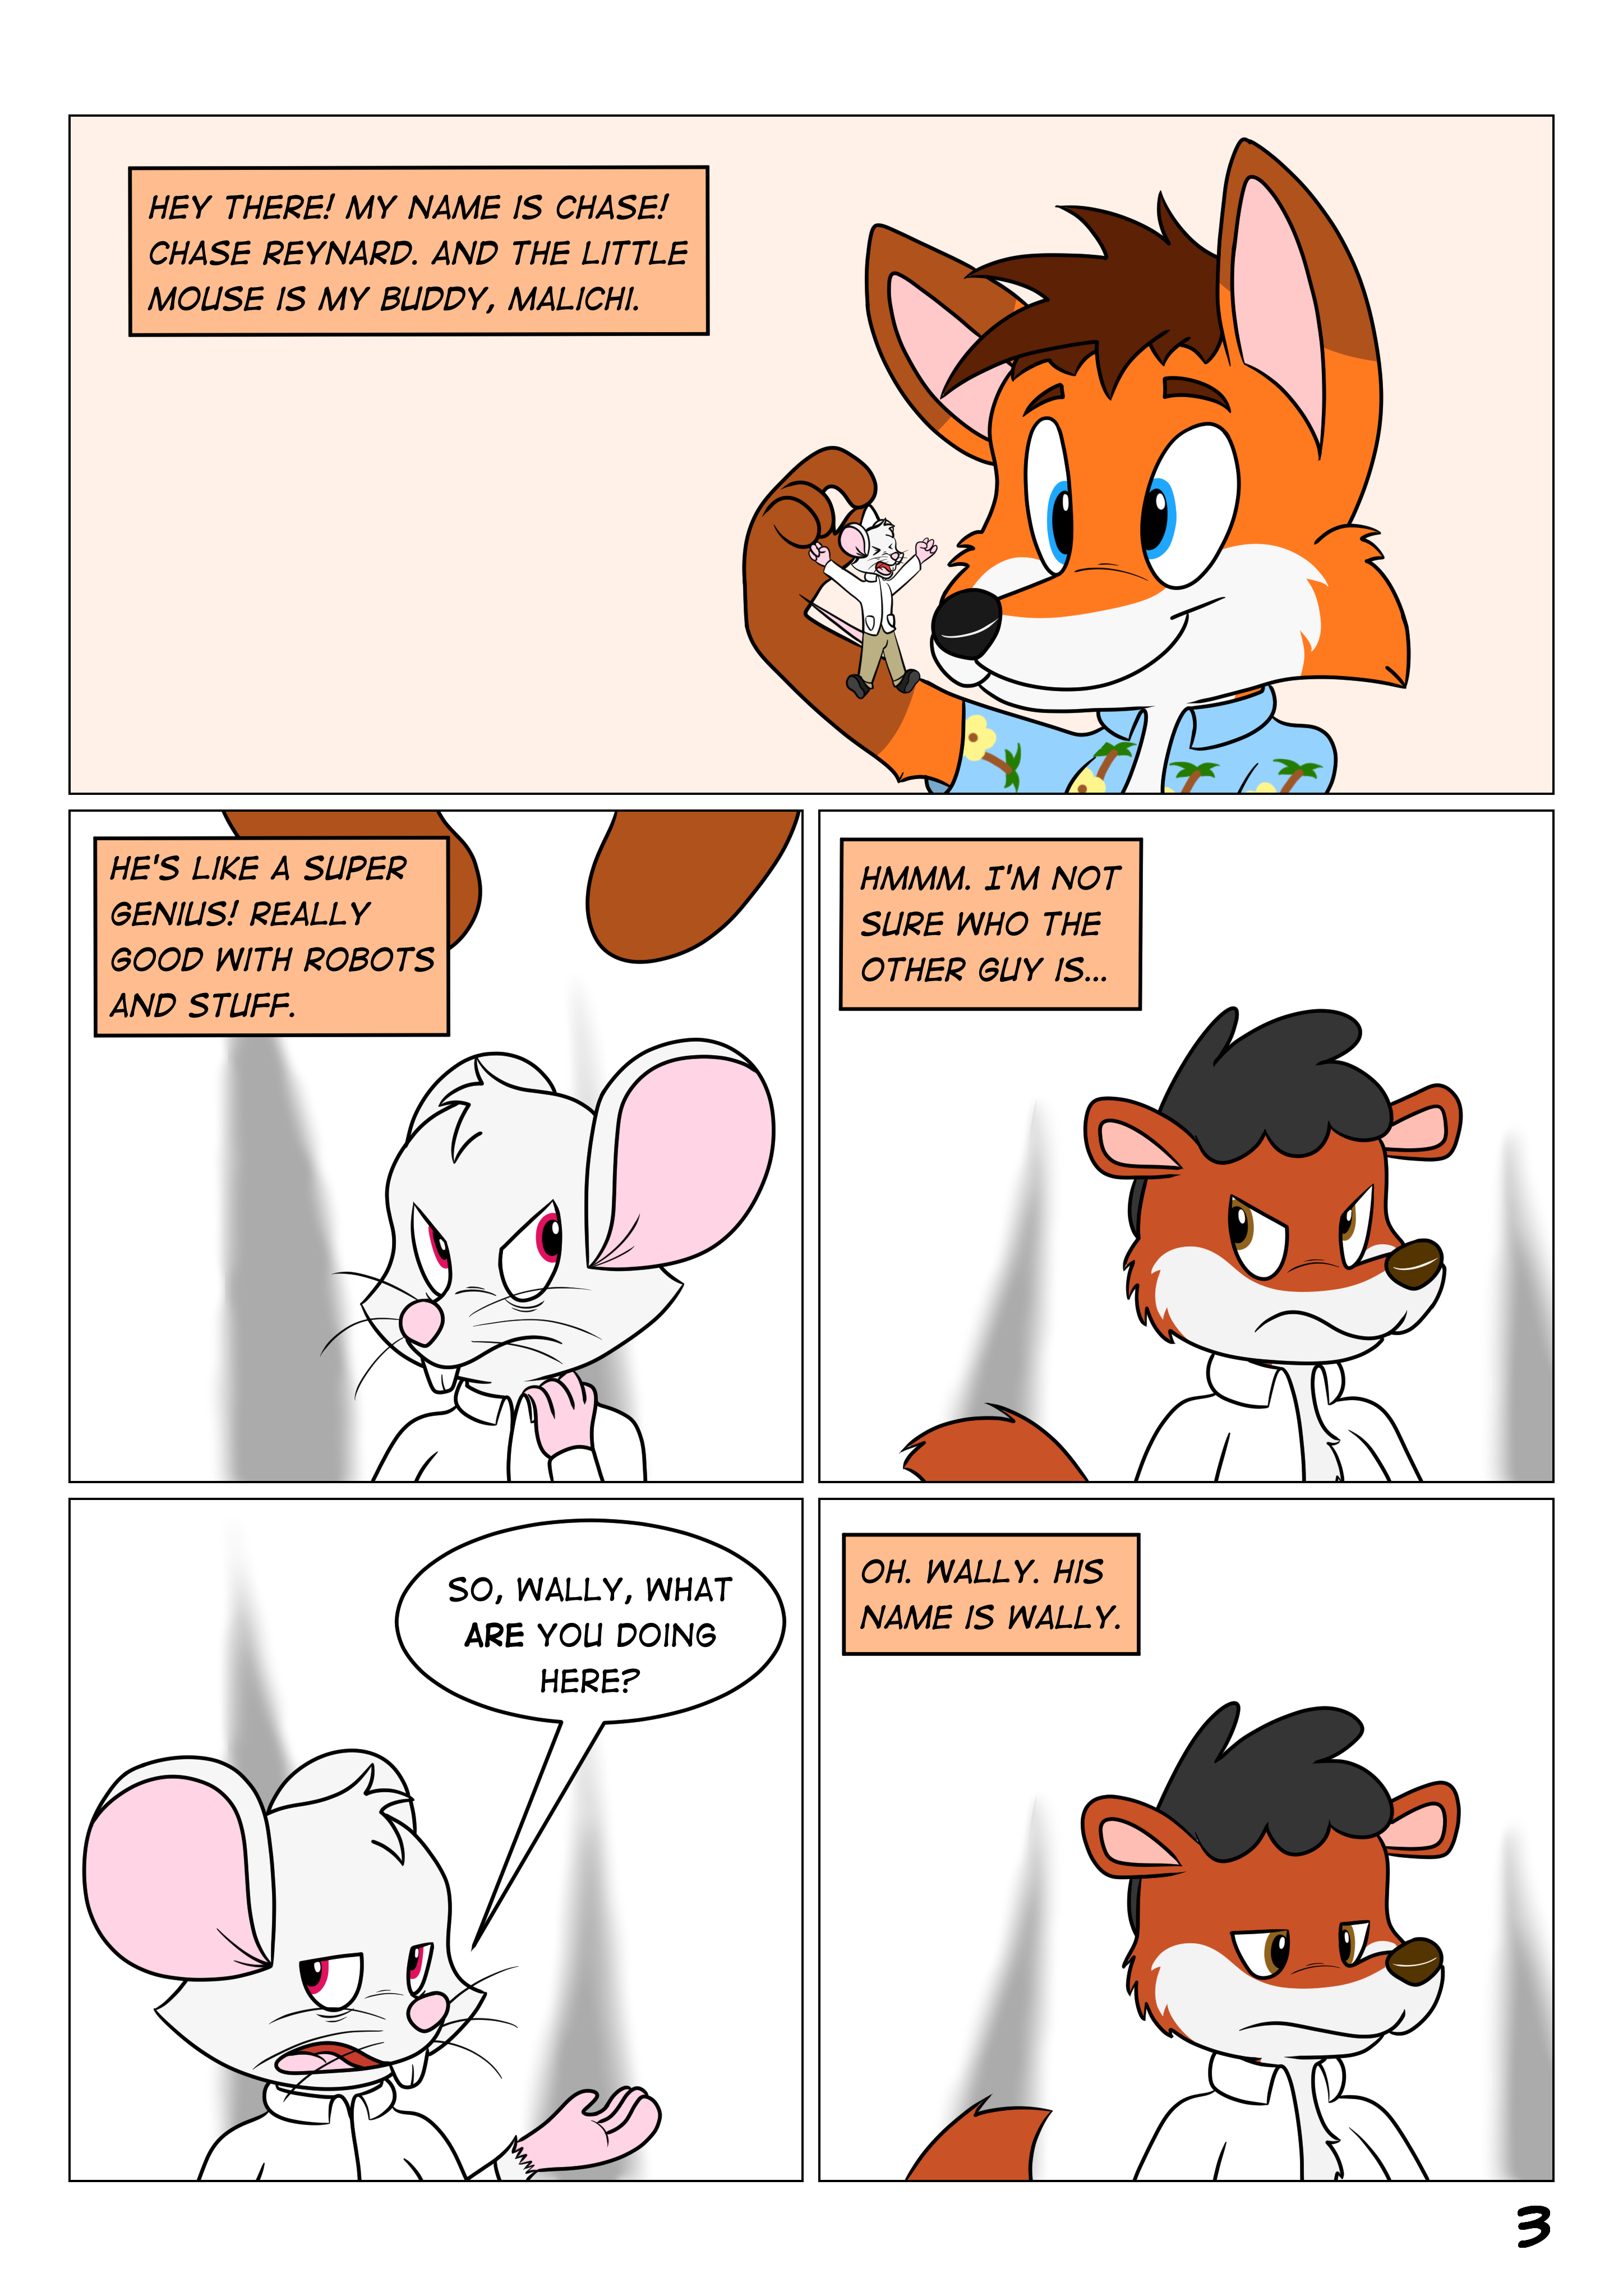 HEY THERE! MY NAME IS CHASE!
CHASE REYNARD. AND THE LITTLE
MOUSE IS MY BUDDY, MALICHI.
HE'S LIKE A SUPER
GENIUS! REALLY
GOOD WITH ROBOTS
AND STUFF.
HMMM. I'M NOT
SURE WHO THE
OTHER GUY IS...
SO, WALLY, WHAT
ARE YOU DOING
HERE?
OH. WALLY. HIS
NAME IS WALLY.
3